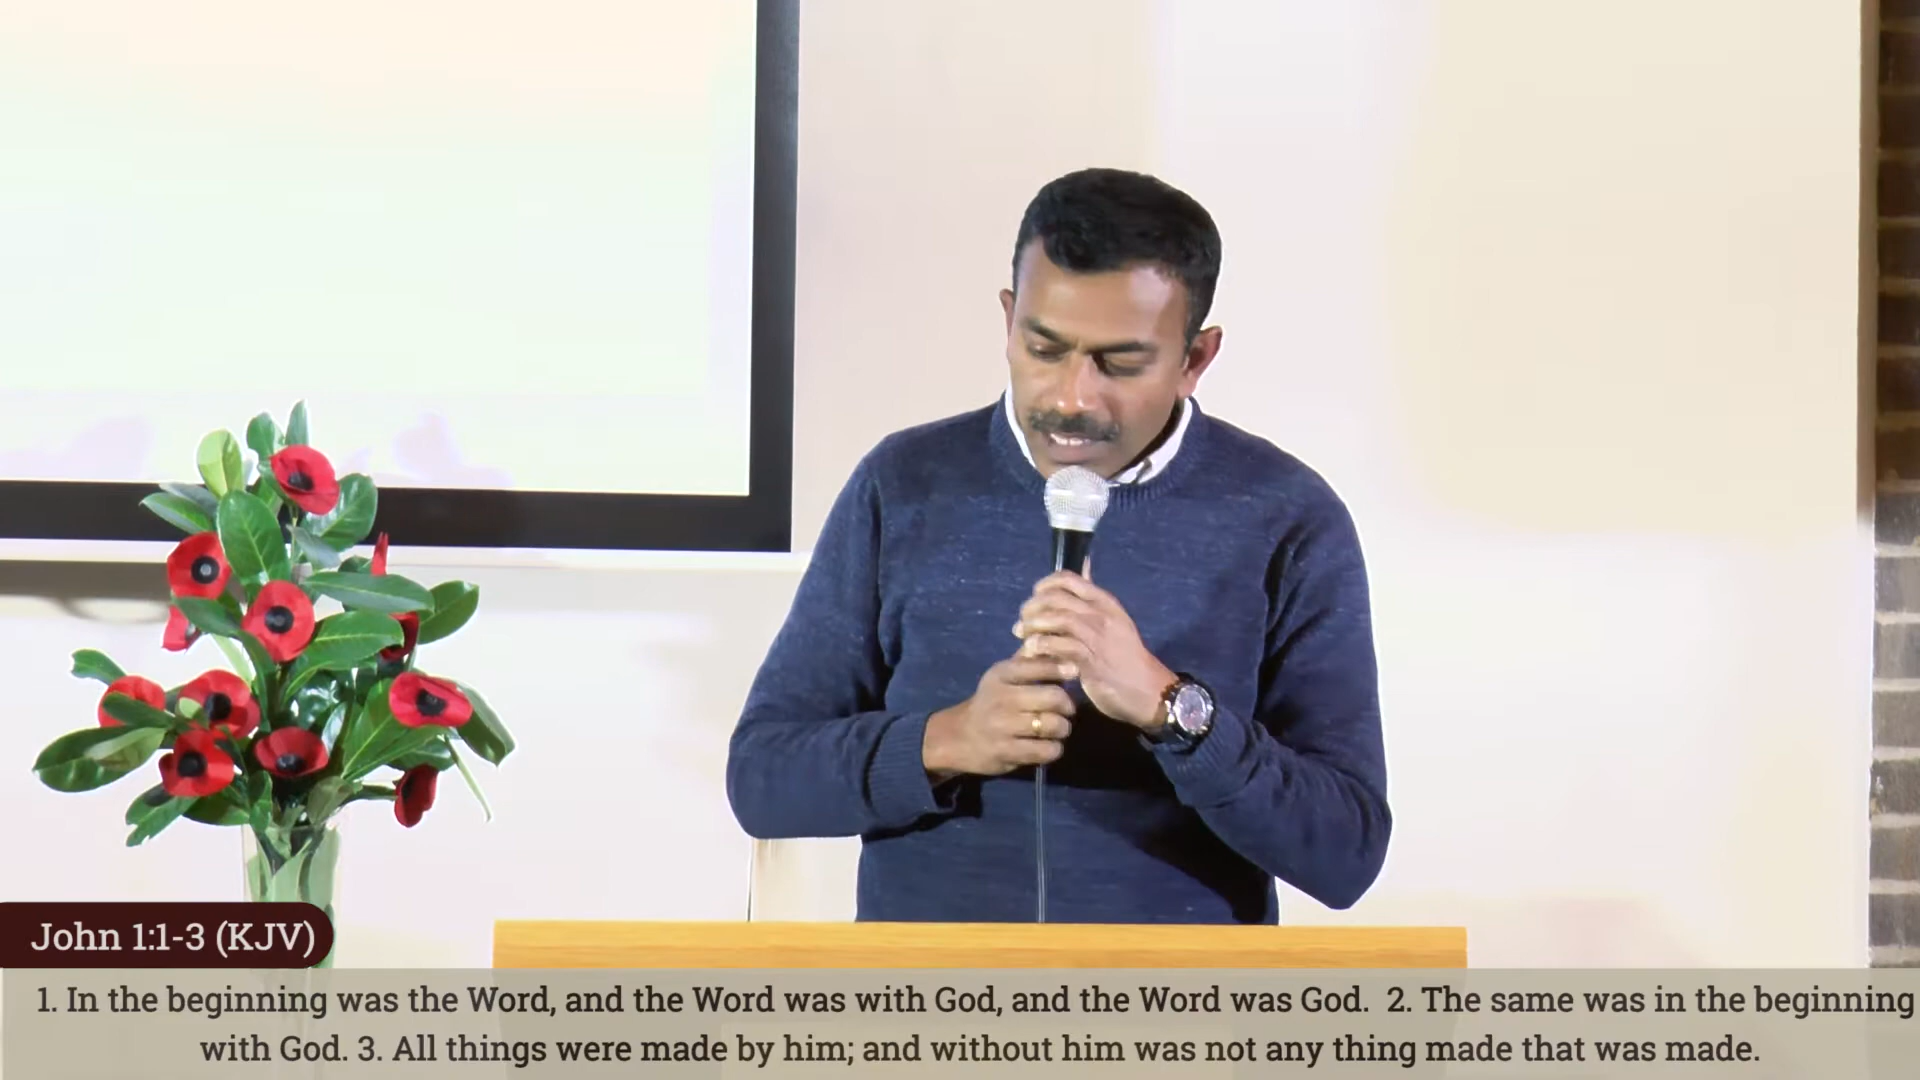 John 1:1-3 (KJV)
1. In the beginning was the Word, and the Word was with God, and the Word was God.  2. The same was in the beginning
with God. 3. All things were made by him; and without him was not any thing made that was made.